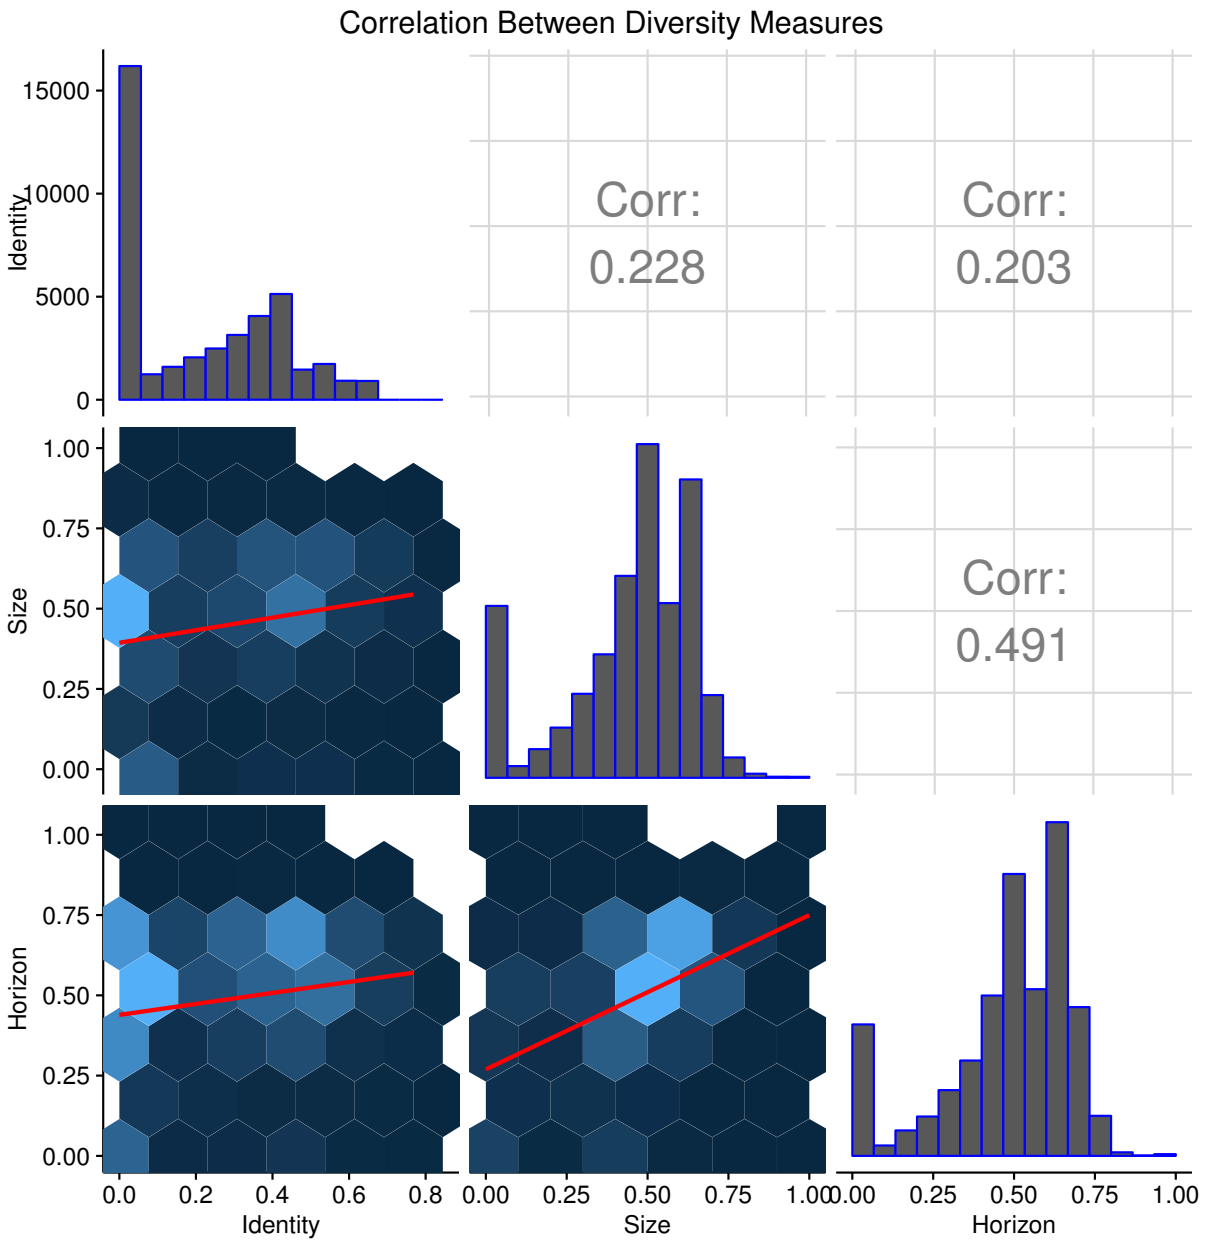 Correlation Between Diversity Measures
15000
10000
5000
0
Identity
Corr:
0.228
Corr:
0.203
1.00
0.75
0.50
0.25
0.00
Size
Corr:
0.491
1.00
0.75
0.50
0.25
0.00
Horizon
0.0 0.2 0.4 0.6 0.8
0.00 0.25 0.50 0.75 1.00
0.00 0.25 0.50 0.75 1.00
Identity
Size
Horizon